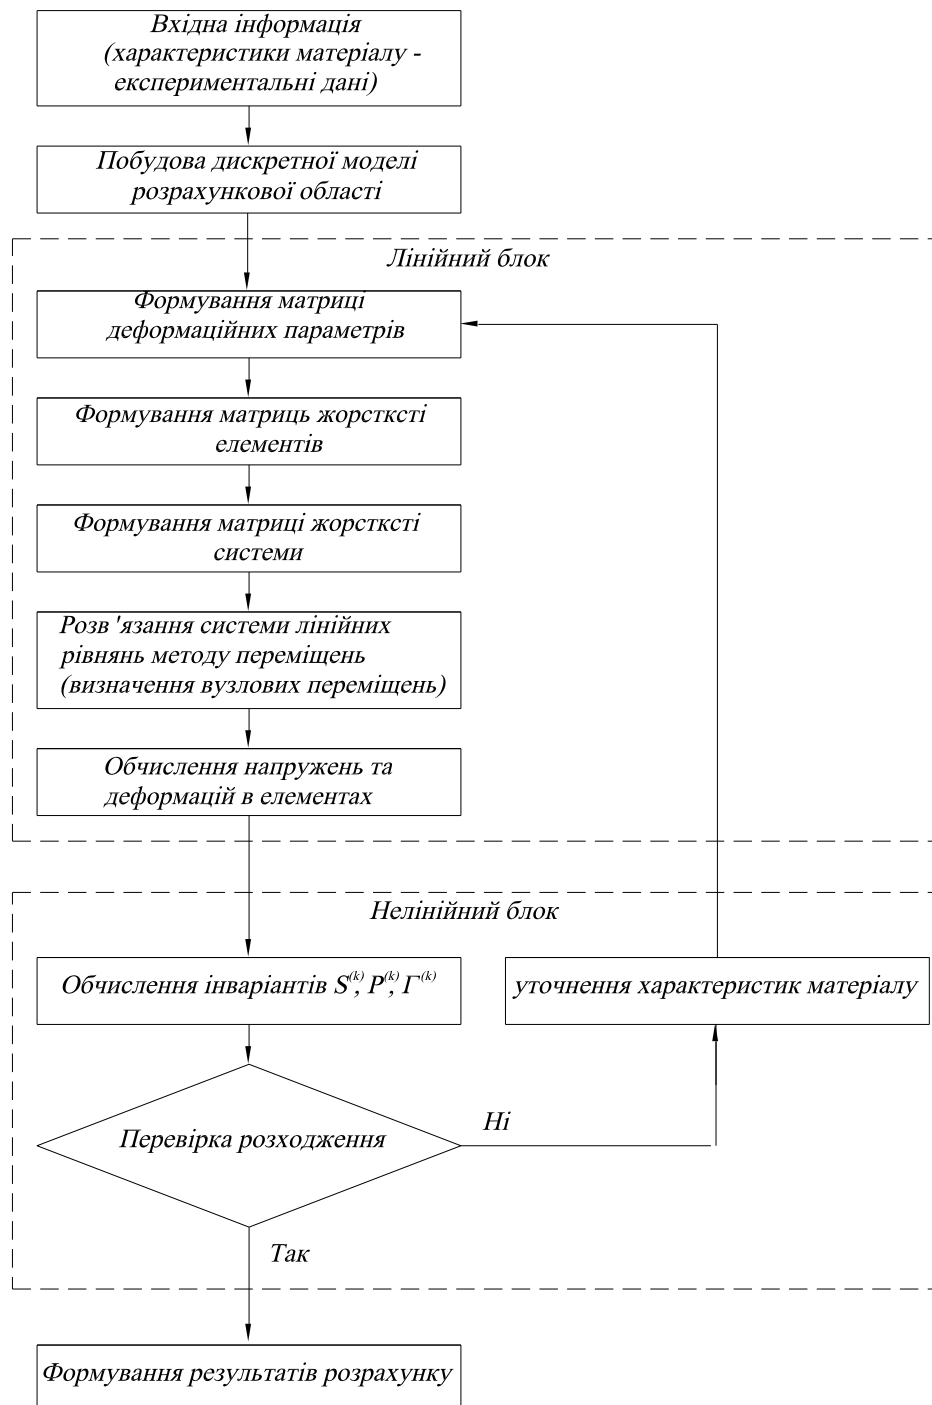 Вхідна інформація
(характеристики матеріалу -
експериментальні дані)
Побудова дискретної моделі
розрахункової області
Лінійний блок
Формування матриці
деформаційних параметрів
Формування матриць жорстксті
елементів
Формування матриці жорстксті
системи
Розв 'язання системи лінійних
рівнянь методу переміщень
(визначення вузлових переміщень)
Обчислення напружень та
деформацій в елементах
Нелінійний блок
Обчислення інваріантів S⁽ᵏ⁾, P⁽ᵏ⁾, Γ⁽ᵏ⁾
уточнення характеристик матеріалу
Перевірка розходження
Ні
Так
Формування результатів розрахунку